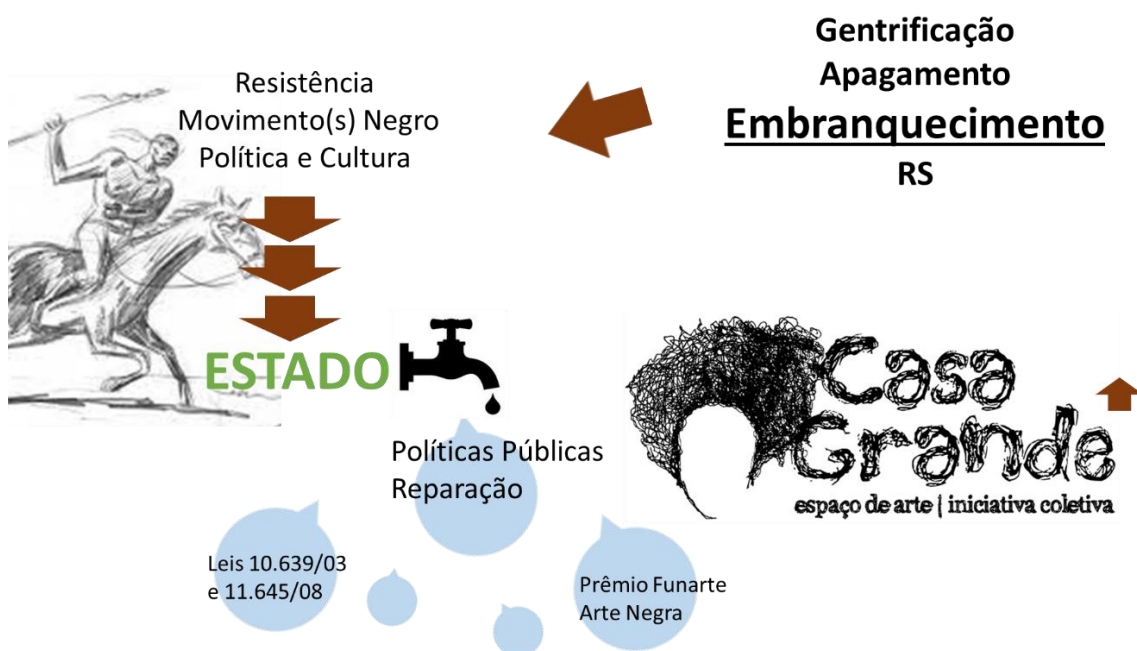 Gentrificação
Apagamento
Embranquecimento
RS
Resistência
Movimento(s) Negro
Política e Cultura
ESTADO
Políticas Públicas
Reparação
Leis 10.639/03
e 11.645/08
Prêmio Funarte
Arte Negra
Casa
Grande
espaço de arte | iniciativa coletiva